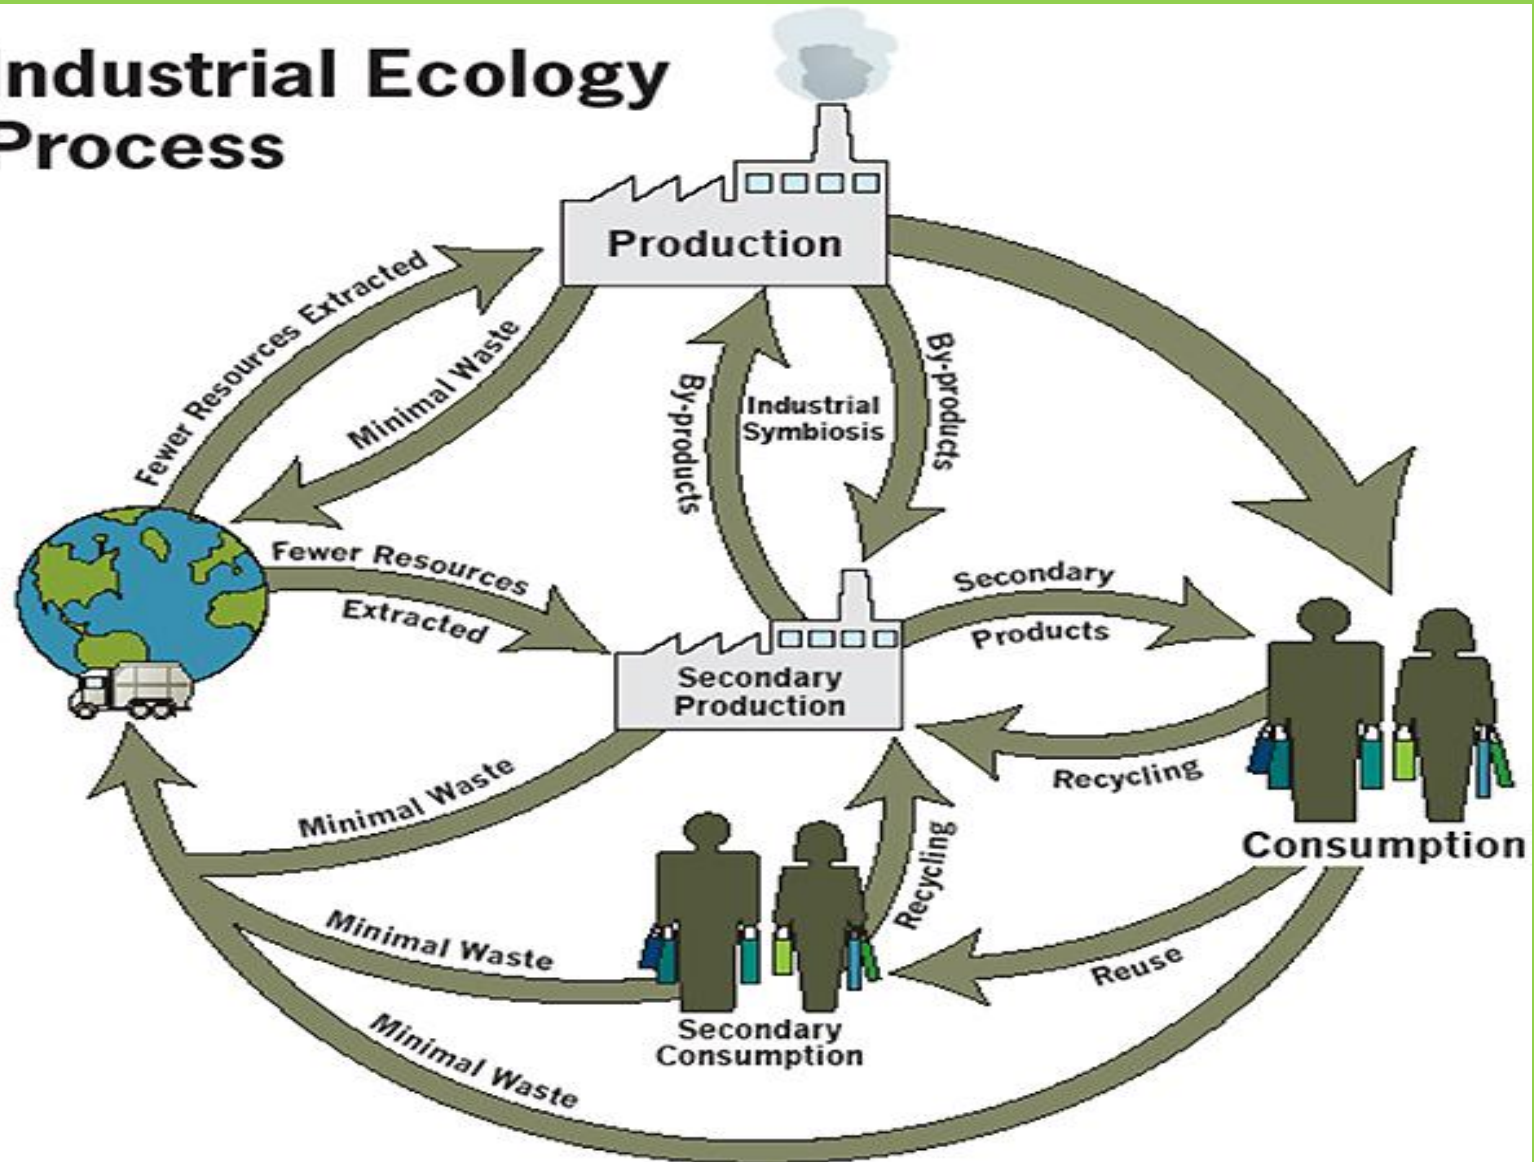 Industrial Ecology
Process
Production
Fewer Resources Extracted
Minimal Waste
By-products
Industrial
Symbiosis
By-products
Fewer Resources
Extracted
Secondary
Products
Secondary
Production
Recycling
Minimal Waste
Recycling
Consumption
Minimal Waste
Reuse
Secondary
Consumption
Minimal Waste